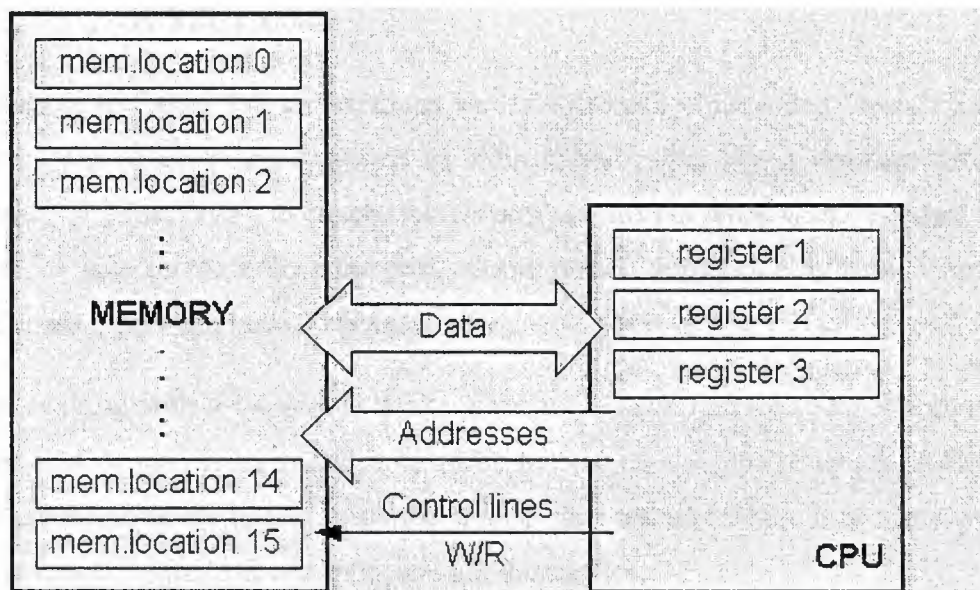 mem.location 0
mem.location 1
mem.location 2
MEMORY
mem.location 14
mem.location 15
Data
Addresses
Control lines
W/R
register 1
register 2
register 3
CPU